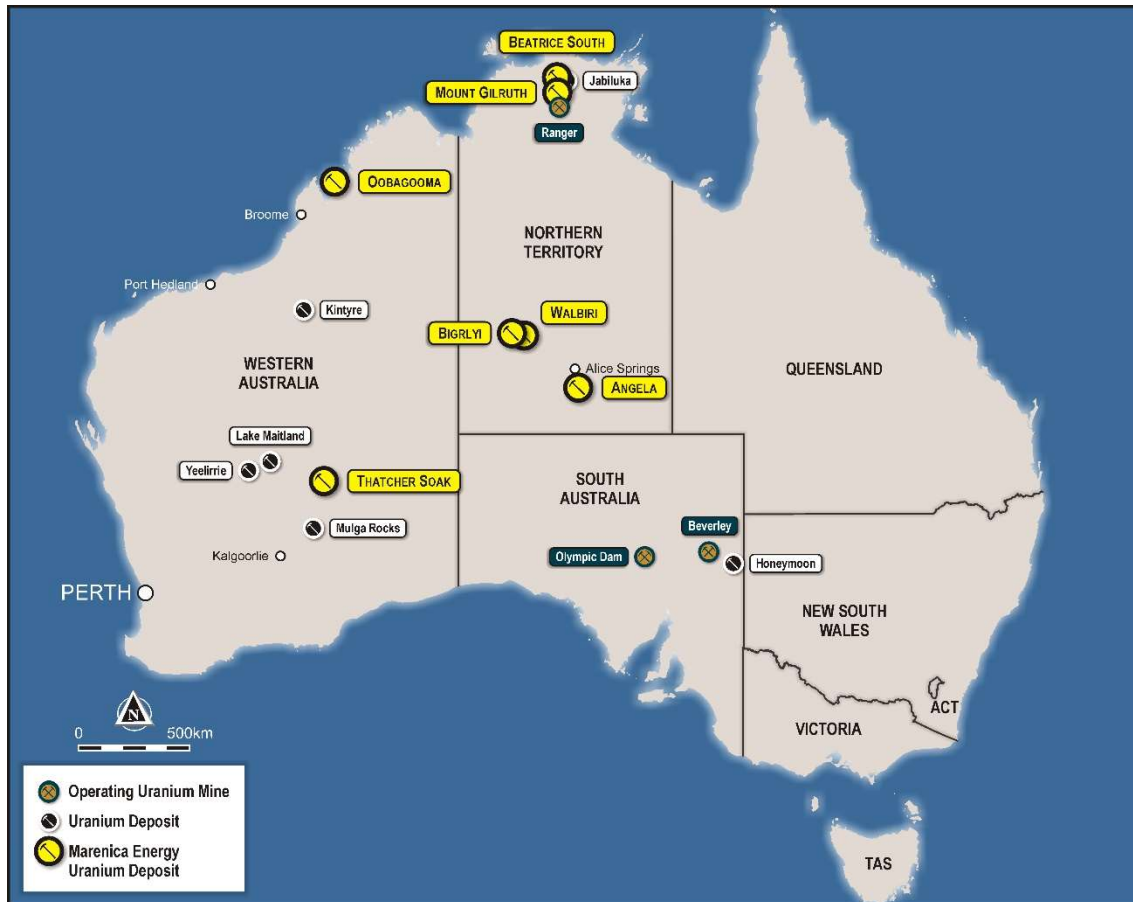 BEATRICE SOUTH
Jabiluka
MOUNT GILRUTH
Ranger
OOBAGOOMA
Broome
NORTHERN
TERRITORY
Port Hedland
Kintyre
WALBIRI
BIGRLYI
WESTERN
AUSTRALIA
Alice Springs
QUEENSLAND
ANGELA
Lake Maitland
Yeelirrie
THATCHER SOAK
SOUTH
AUSTRALIA
Mulga Rocks
Beverley
Kalgoorlie
Olympic Dam
Honeymoon
PERTH
NEW SOUTH
WALES
N
ACT
0 500km
VICTORIA
Operating Uranium Mine
Uranium Deposit
Marenica Energy
Uranium Deposit
TAS